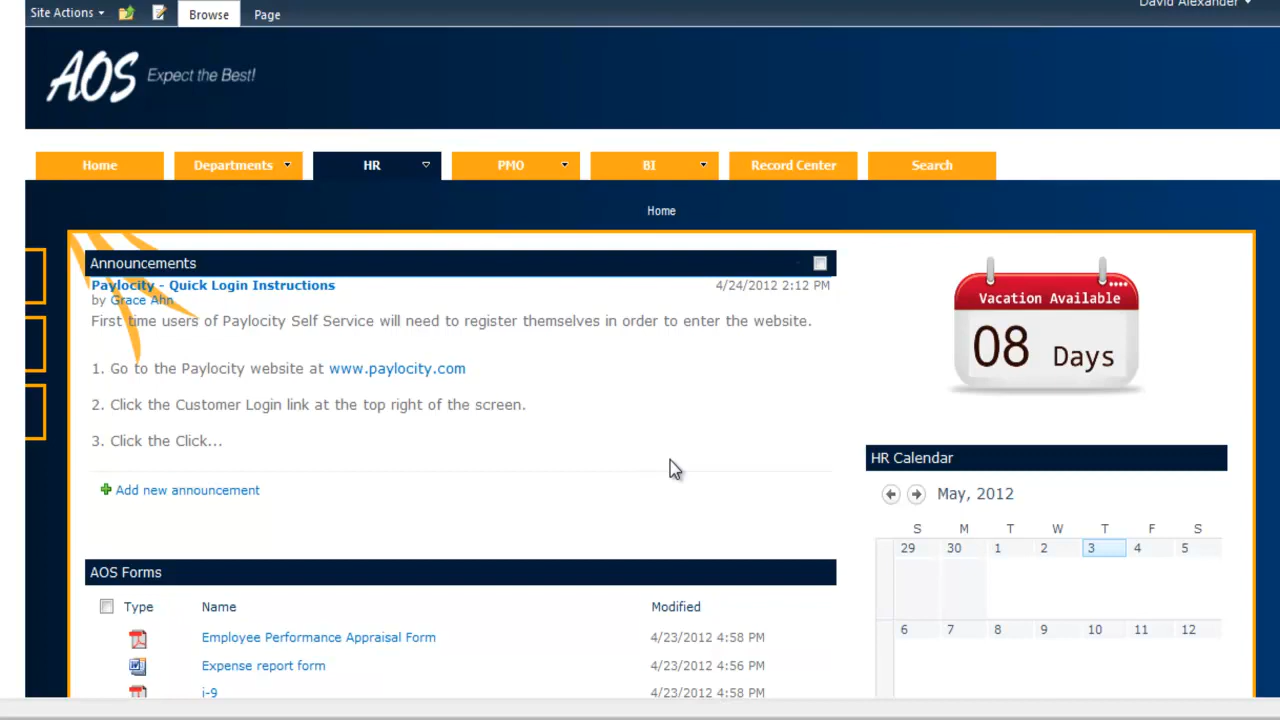 Site Actions
Browse
Page
David Alexander
AOS Expect the Best!
Home
Departments
HR
PMO
BI
Record Center
Search
Home
Announcements
Paylocity - Quick Login Instructions
4/24/2012 2:12 PM
by Grace Ahn
First time users of Paylocity Self Service will need to register themselves in order to enter the website.
1. Go to the Paylocity website at www.paylocity.com
2. Click the Customer Login link at the top right of the screen.
3. Click the Click...
Add new announcement
Vacation Available
08 Days
HR Calendar
May, 2012
S M T W T F S
29 30 1 2 3 4 5
6 7 8 9 10 11 12
AOS Forms
Type Name Modified
Employee Performance Appraisal Form 4/23/2012 4:58 PM
Expense report form 4/23/2012 4:56 PM
i-9 4/23/2012 4:58 PM